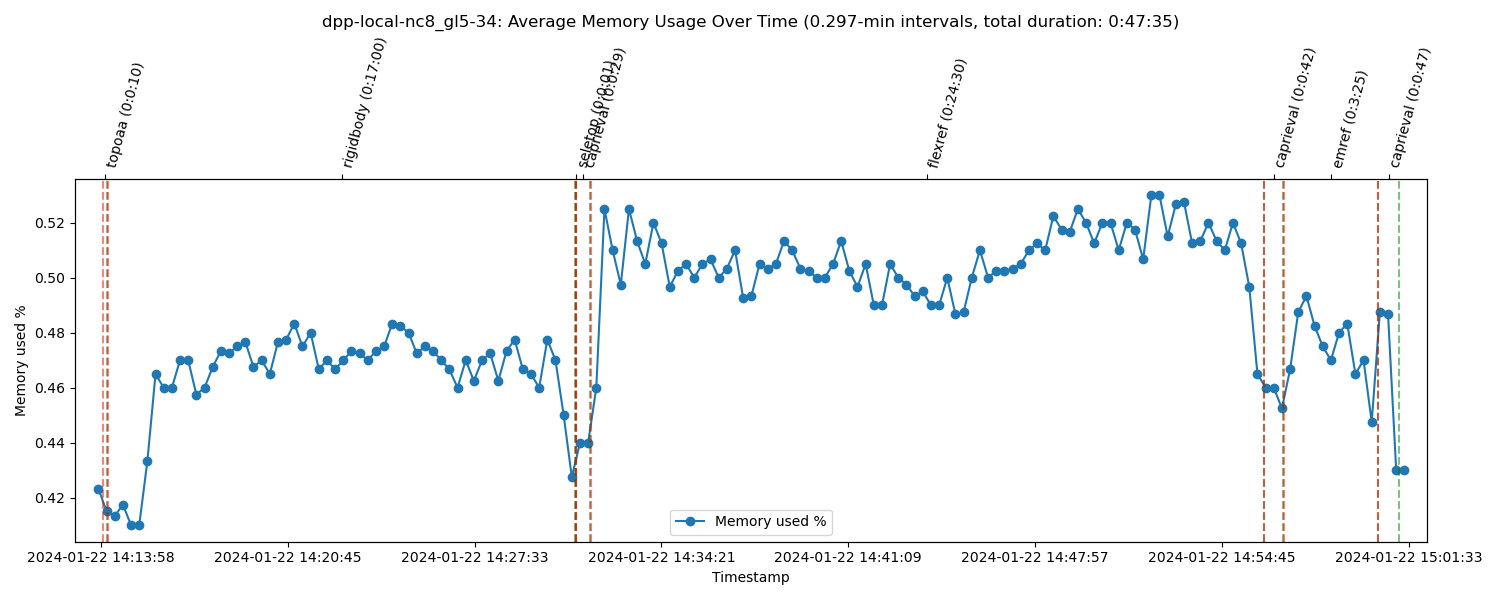 dpp-local-nc8_gl5-34: Average Memory Usage Over Time (0.297-min intervals, total duration: 0:47:35)
topoaa (0:0:10)
rigidbody (0:17:00)
seletop (0:0:01)
caprieval (0:0:29)
flexref (0:24:30)
caprieval (0:0:42)
emref (0:3:25)
caprieval (0:0:47)
Memory used %
0.52
0.50
0.48
0.46
0.44
0.42
Memory used %
2024-01-22 14:13:58
2024-01-22 14:20:45
2024-01-22 14:27:33
2024-01-22 14:34:21
2024-01-22 14:41:09
2024-01-22 14:47:57
2024-01-22 14:54:45
2024-01-22 15:01:33
Timestamp